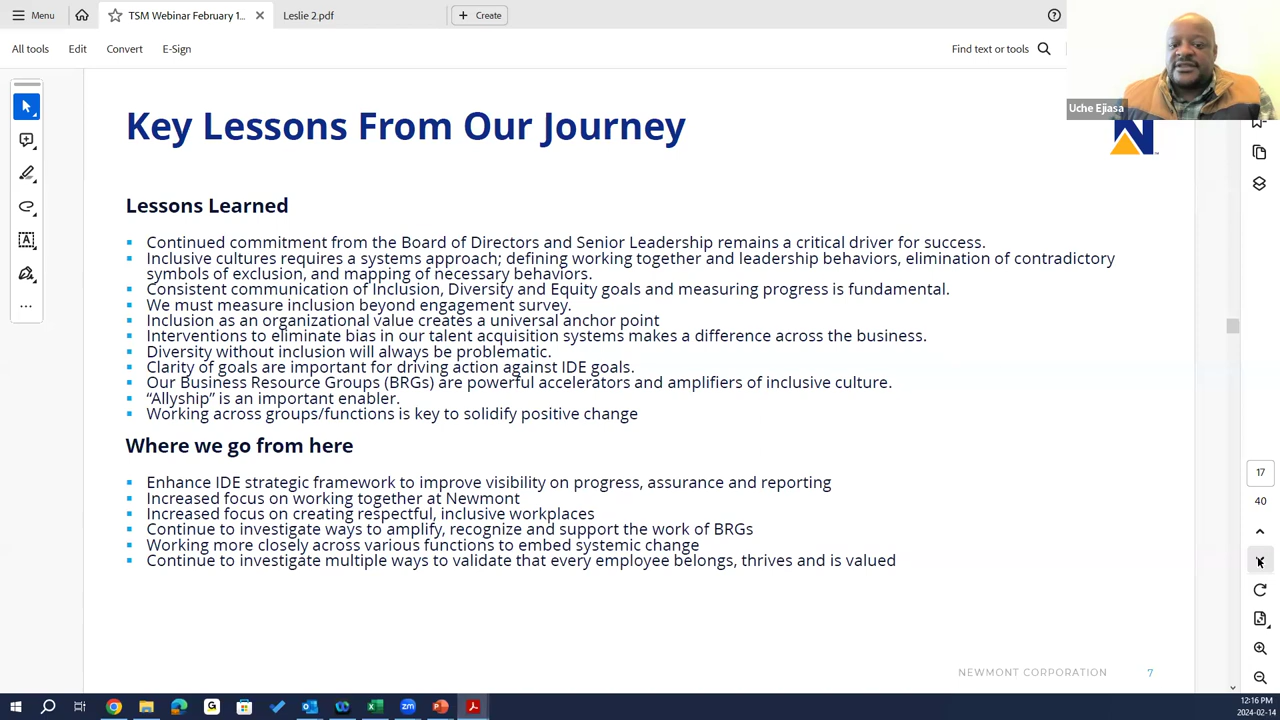 Menu
TSM Webinar February 1...
Leslie 2.pdf
Create
All tools
Edit
Convert
E-Sign
Find text or tools
Uche Ejiasa
Key Lessons From Our Journey
Lessons Learned
Continued commitment from the Board of Directors and Senior Leadership remains a critical driver for success.
Inclusive cultures requires a systems approach; defining working together and leadership behaviors, elimination of contradictory
symbols of exclusion, and mapping of necessary behaviors.
Consistent communication of Inclusion, Diversity and Equity goals and measuring progress is fundamental.
We must measure inclusion beyond engagement survey.
Inclusion as an organizational value creates a universal anchor point
Interventions to eliminate bias in our talent acquisition systems makes a difference across the business.
Diversity without inclusion will always be problematic.
Clarity of goals are important for driving action against IDE goals.
Our Business Resource Groups (BRGs) are powerful accelerators and amplifiers of inclusive culture.
“Allyship” is an important enabler.
Working across groups/functions is key to solidify positive change
Where we go from here
Enhance IDE strategic framework to improve visibility on progress, assurance and reporting
Increased focus on working together at Newmont
Increased focus on creating respectful, inclusive workplaces
Continue to investigate ways to amplify, recognize and support the work of BRGs
Working more closely across various functions to embed systemic change
Continue to investigate multiple ways to validate that every employee belongs, thrives and is valued
17
40
NEWMONT CORPORATION 7
12:16 PM
2024-02-14